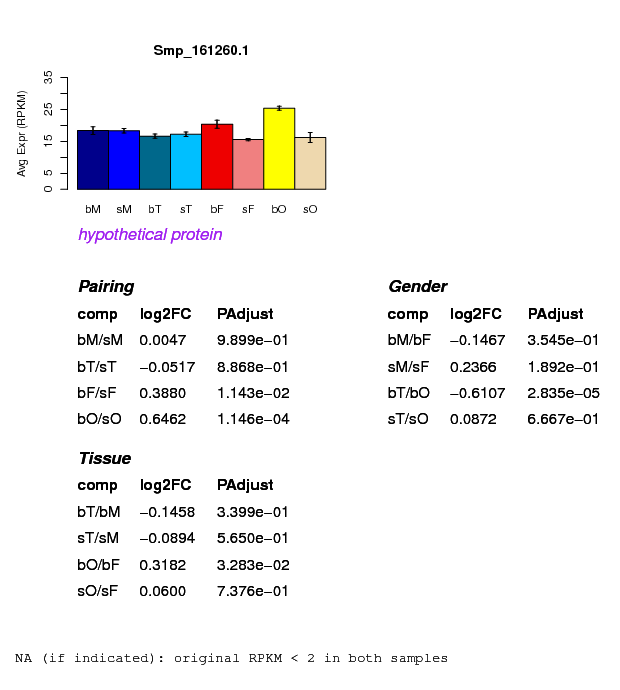 Smp_161260.1
Avg Expr (RPKM)
35
25
15
5
0
bM sM bT sT bF sF bO sO
hypothetical protein
Pairing
comp log2FC PAdjust
bM/sM 0.0047 9.899e−01
bT/sT −0.0517 8.868e−01
bF/sF 0.3880 1.143e−02
bO/sO 0.6462 1.146e−04
Gender
comp log2FC PAdjust
bM/bF −0.1467 3.545e−01
sM/sF 0.2366 1.892e−01
bT/bO −0.6107 2.835e−05
sT/sO 0.0872 6.667e−01
Tissue
comp log2FC PAdjust
bT/bM −0.1458 3.399e−01
sT/sM −0.0894 5.650e−01
bO/bF 0.3182 3.283e−02
sO/sF 0.0600 7.376e−01
NA (if indicated): original RPKM < 2 in both samples